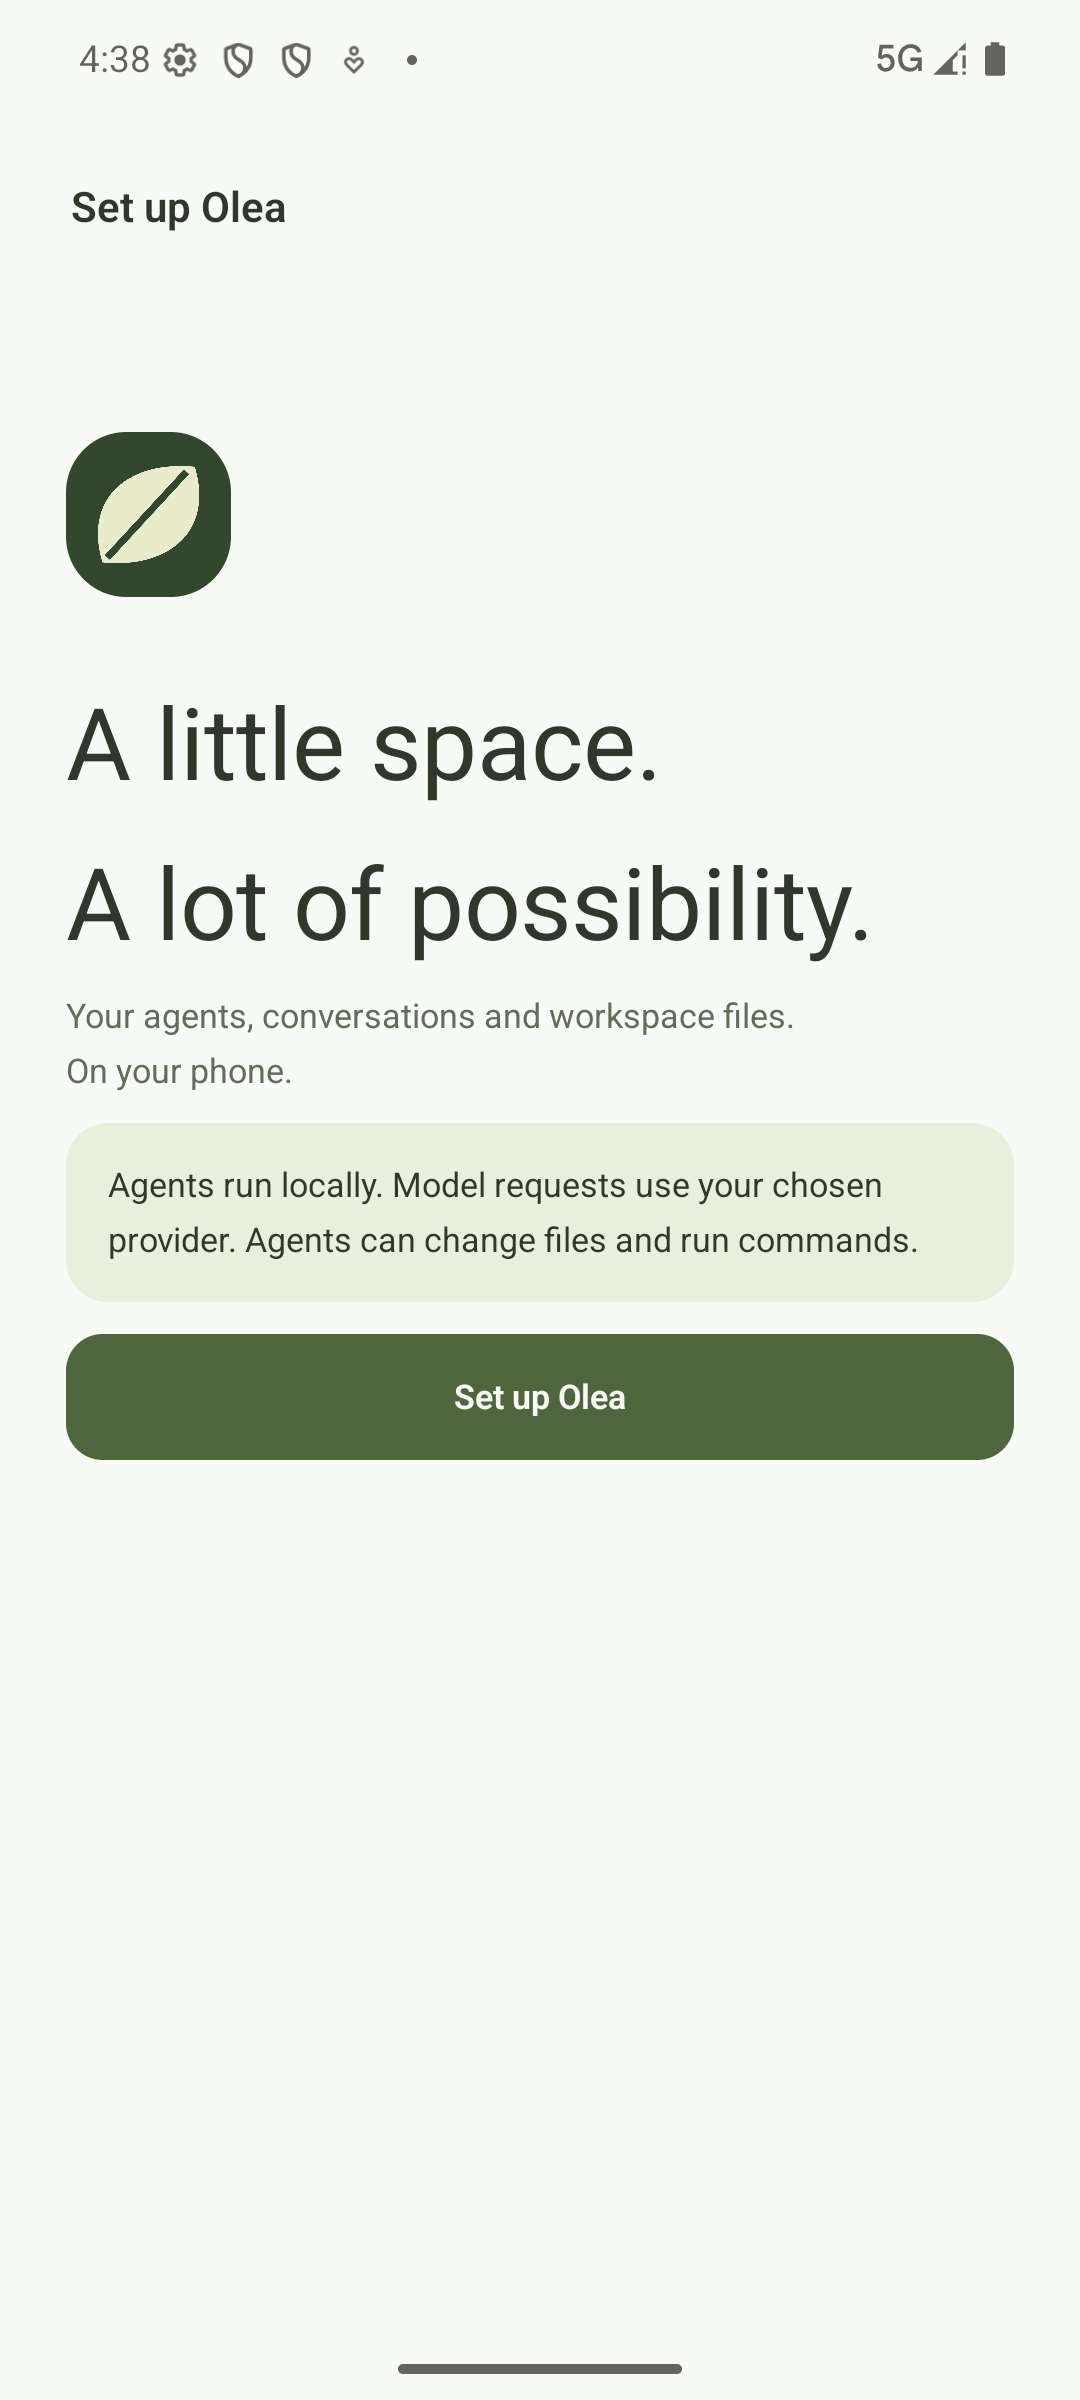 4:38
5G
Set up Olea
A little space.
A lot of possibility.
Your agents, conversations and workspace files.
On your phone.
Agents run locally. Model requests use your chosen
provider. Agents can change files and run commands.
Set up Olea